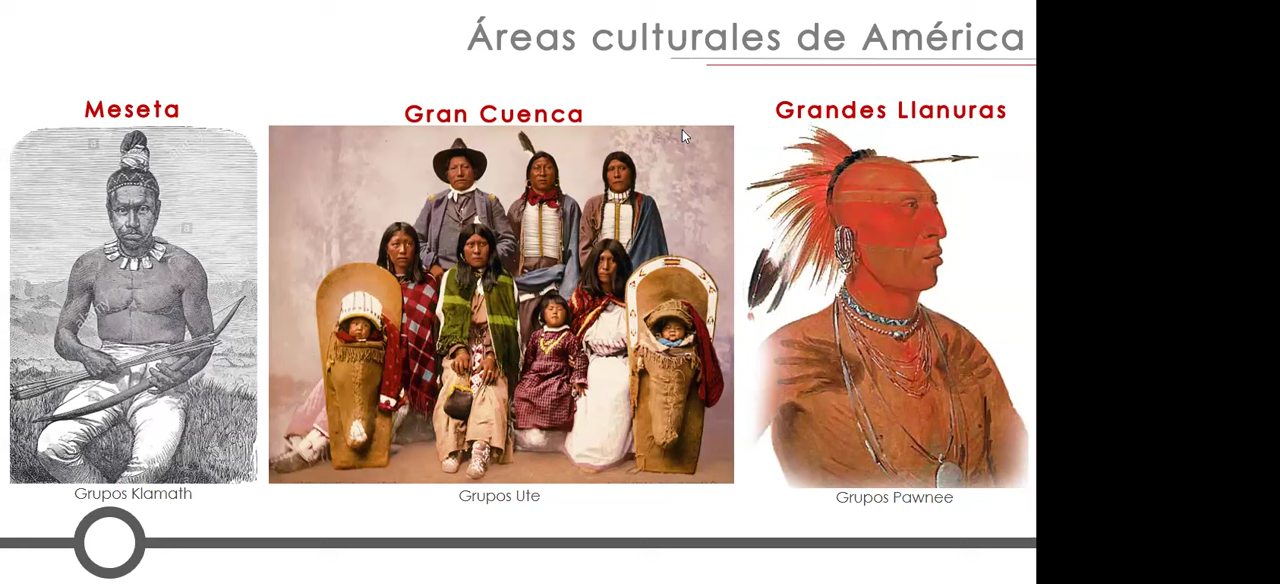 Áreas culturales de América
Meseta
Gran Cuenca
Grandes Llanuras
Grupos Klamath
Grupos Ute
Grupos Pawnee